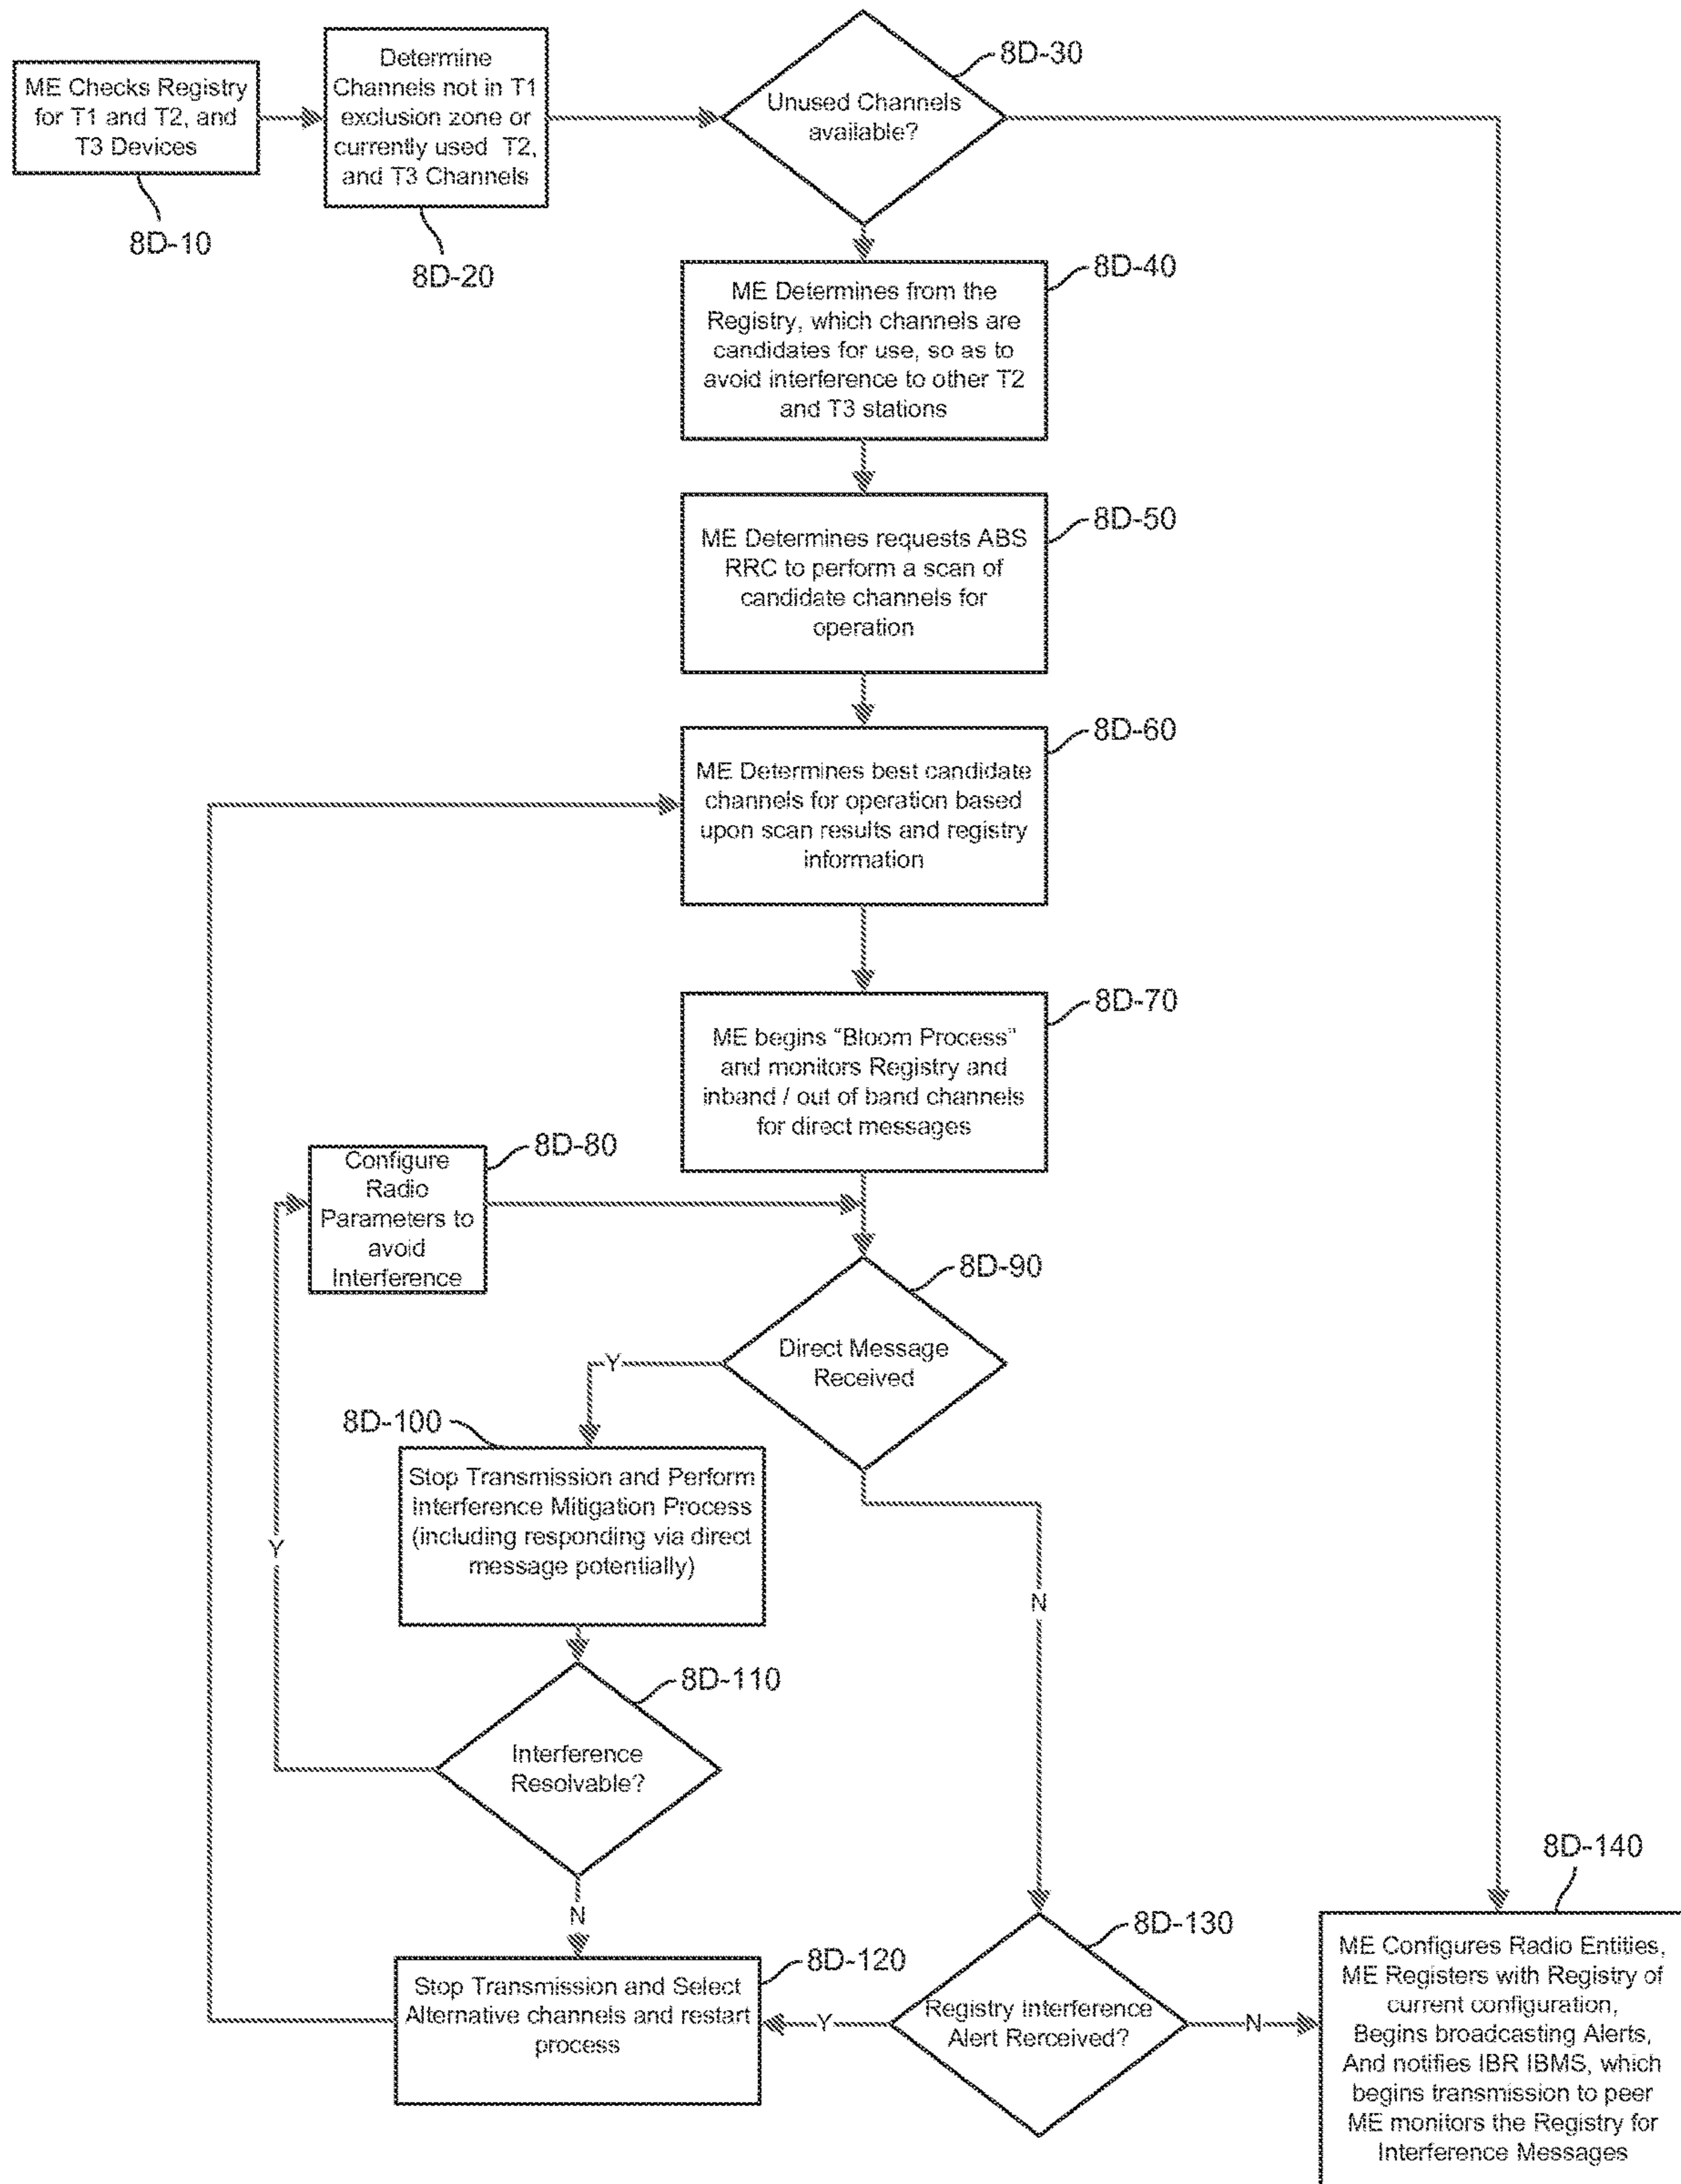 ME Checks Registry
for T1 and T2, and
T3 Devices
8D-10
Determine
Channels not in T1
exclusion zone or
currently used T2,
and T3 Channels
8D-20
8D-30
Unused Channels
available?
8D-40
ME Determines from the
Registry, which channels are
candidates for use, so as to
avoid interference to other T2
and T3 stations
8D-50
ME Determines requests ABS
RRC to perform a scan of
candidate channels for
operation
8D-60
ME Determines best candidate
channels for operation based
upon scan results and registry
information
8D-70
ME begins “Bloom Process”
and monitors Registry and
inband / out of band channels
for direct messages
8D-80
Configure
Radio
Parameters to
avoid
Interference
8D-90
Direct Message
Received
Y
8D-100
Stop Transmission and Perform
Interference Mitigation Process
(including responding via direct
message potentially)
Y
N
8D-110
Interference
Resolvable?
N
8D-120
Stop Transmission and Select
Alternative channels and restart
process
8D-130
Registry Interference
Alert Rerceived?
Y
N
8D-140
ME Configures Radio Entities,
ME Registers with Registry of
current configuration,
Begins broadcasting Alerts,
And notifies IBR IBMS, which
begins transmission to peer
ME monitors the Registry for
Interference Messages